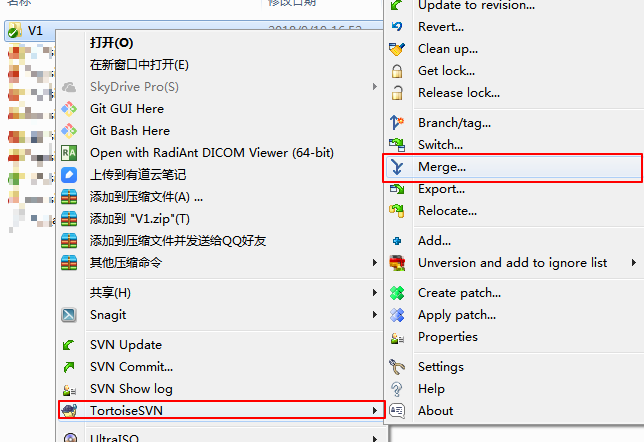 名称 修改日期
V1
打开(O)
在新窗口中打开(E)
SkyDrive Pro(S)
Git GUI Here
Git Bash Here
Open with RadiAnt DICOM Viewer (64-bit)
上传到有道云笔记
添加到压缩文件(A) ...
添加到 "V1.zip"(T)
添加到压缩文件并发送给QQ好友
其他压缩命令
共享(H)
Snagit
SVN Update
SVN Commit...
SVN Show log
TortoiseSVN
UltraISO
Update to revision...
Revert...
Clean up...
Get lock...
Release lock...
Branch/tag...
Switch...
Merge...
Export...
Relocate...
Add...
Unversion and add to ignore list
Create patch...
Apply patch...
Properties
Settings
Help
About